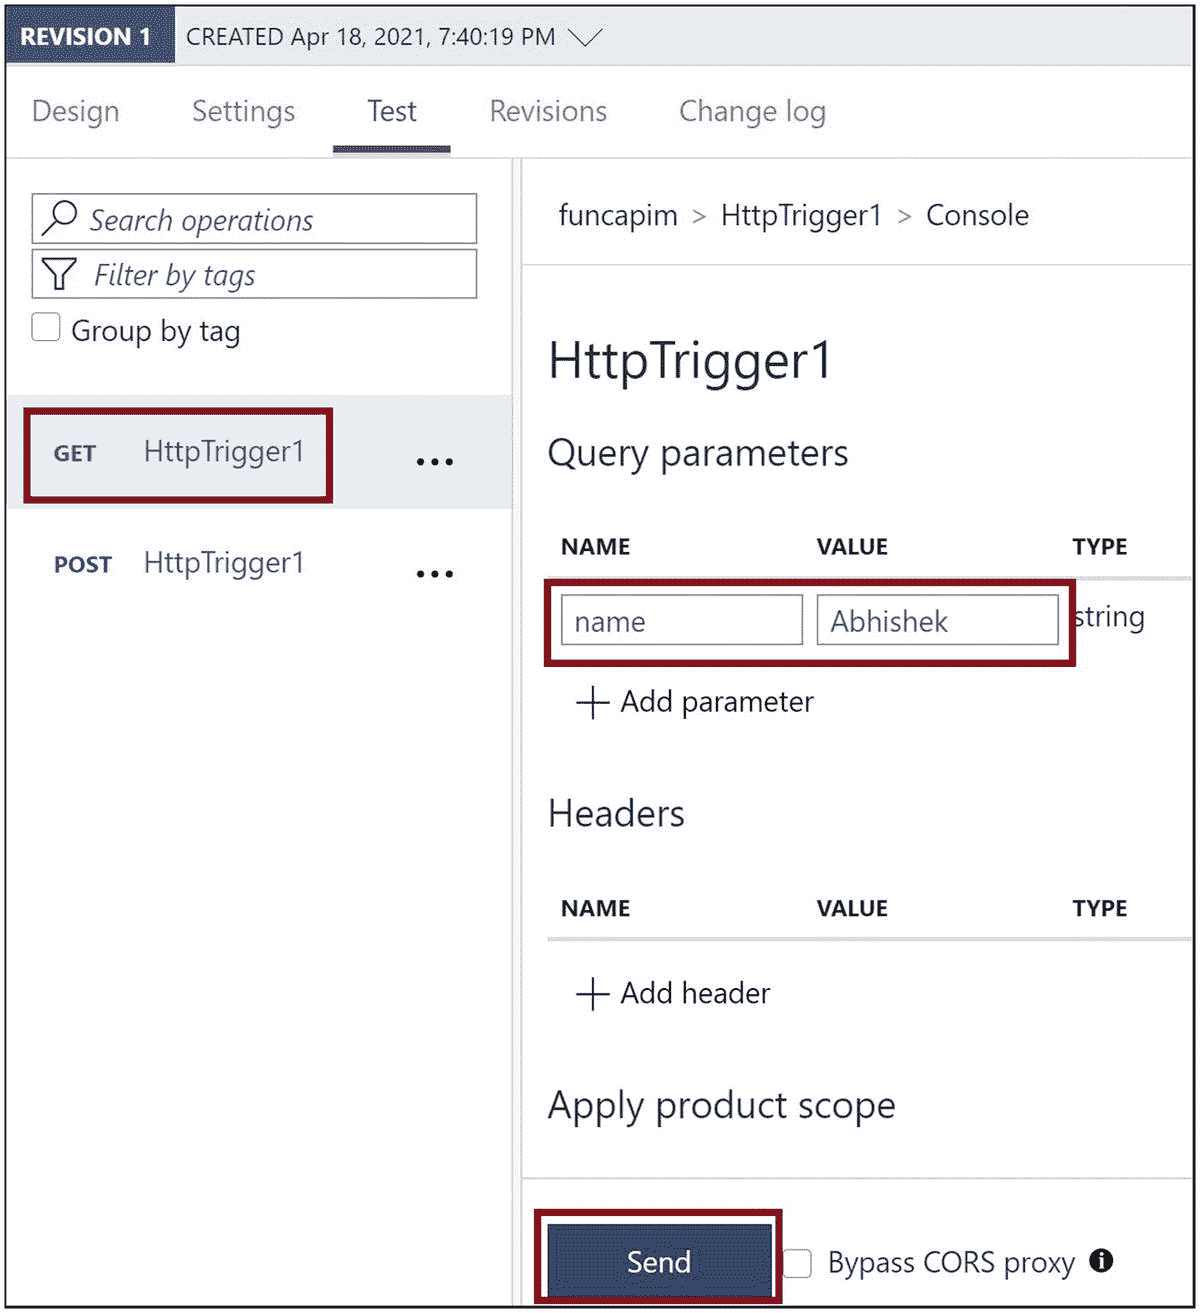 REVISION 1 CREATED Apr 18, 2021, 7:40:19 PM
Design Settings Test Revisions Change log
Search operations
Filter by tags
Group by tag
GET HttpTrigger1 ...
POST HttpTrigger1 ...
funcapim > HttpTrigger1 > Console
HttpTrigger1
Query parameters
NAME VALUE TYPE
name Abhishek string
+ Add parameter
Headers
NAME VALUE TYPE
+ Add header
Apply product scope
Send Bypass CORS proxy i